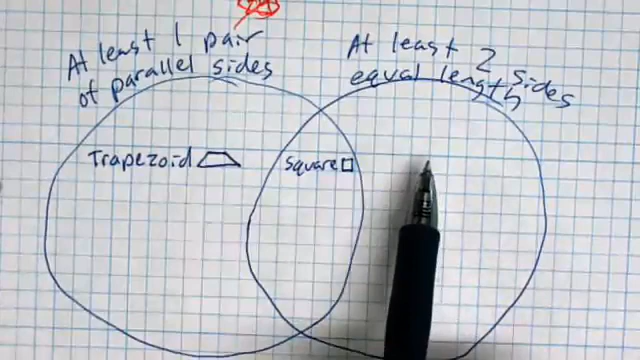 At least 1 pair
of parallel sides
At least 2 sides
equal length
Trapezoid
Square